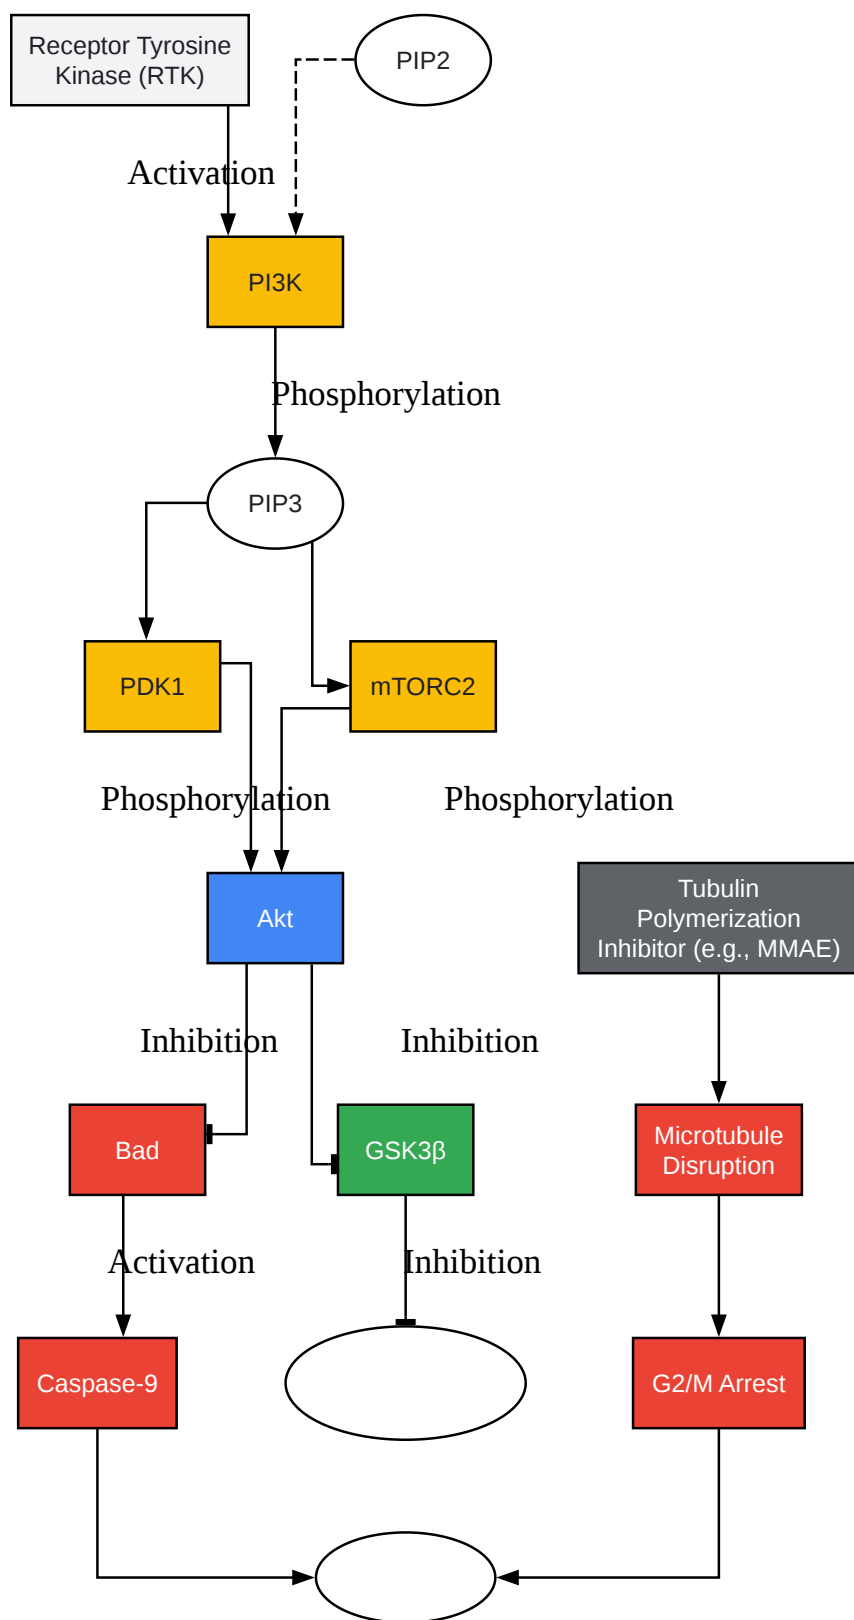 Receptor Tyrosine
Kinase (RTK)
PIP2
Activation
PI3K
Phosphorylation
PIP3
PDK1
mTORC2
Phosphorylation
Phosphorylation
Akt
Tubulin
Polymerization
Inhibitor (e.g., MMAE)
Inhibition
Inhibition
Bad
GSK3β
Microtubule
Disruption
Activation
Inhibition
Caspase-9
G2/M Arrest